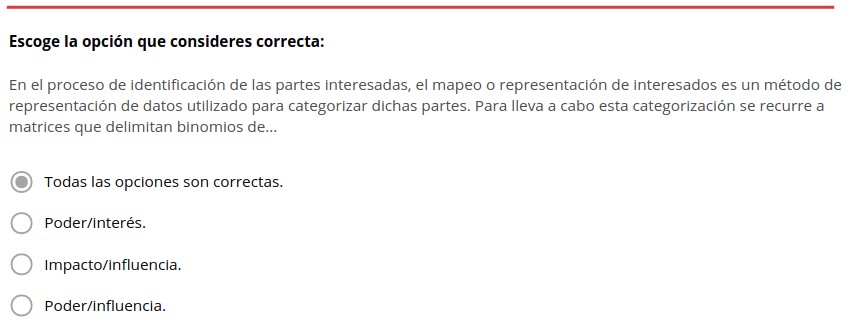 Escoge la opción que consideres correcta:
En el proceso de identificación de las partes interesadas, el mapeo o representación de interesados es un método de
representación de datos utilizado para categorizar dichas partes. Para lleva a cabo esta categorización se recurre a
matrices que delimitan binomios de...
Todas las opciones son correctas.
Poder/interés.
Impacto/influencia.
Poder/influencia.